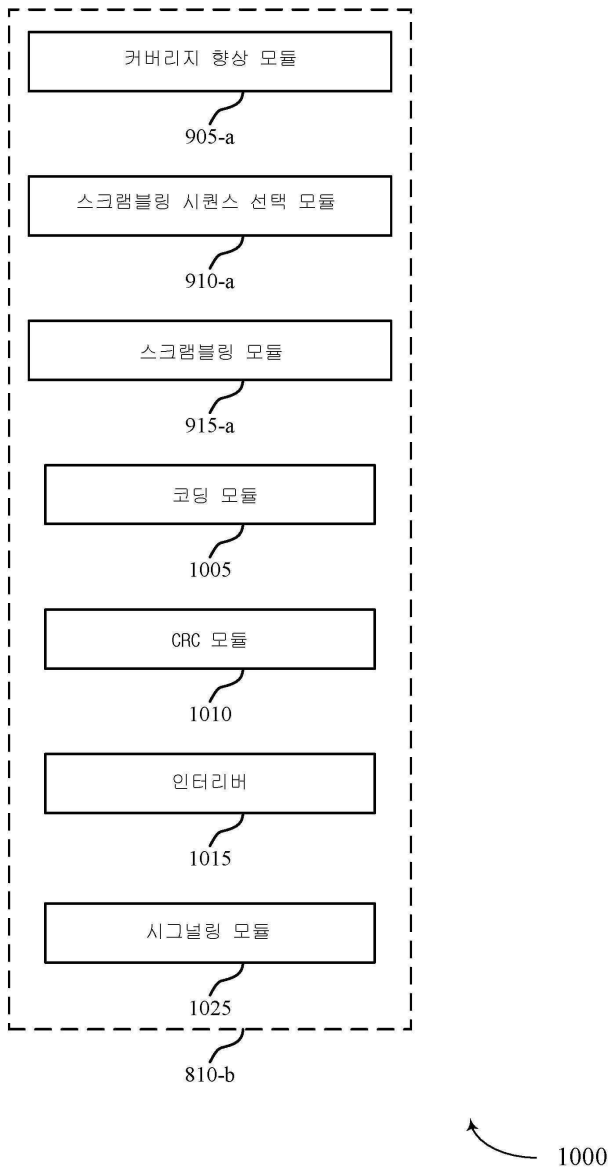 커버리지 향상 모듈
905-a
스크램블링 시퀀스 선택 모듈
910-a
스크램블링 모듈
915-a
코딩 모듈
1005
CRC 모듈
1010
인터리버
1015
시그널링 모듈
1025
810-b
1000